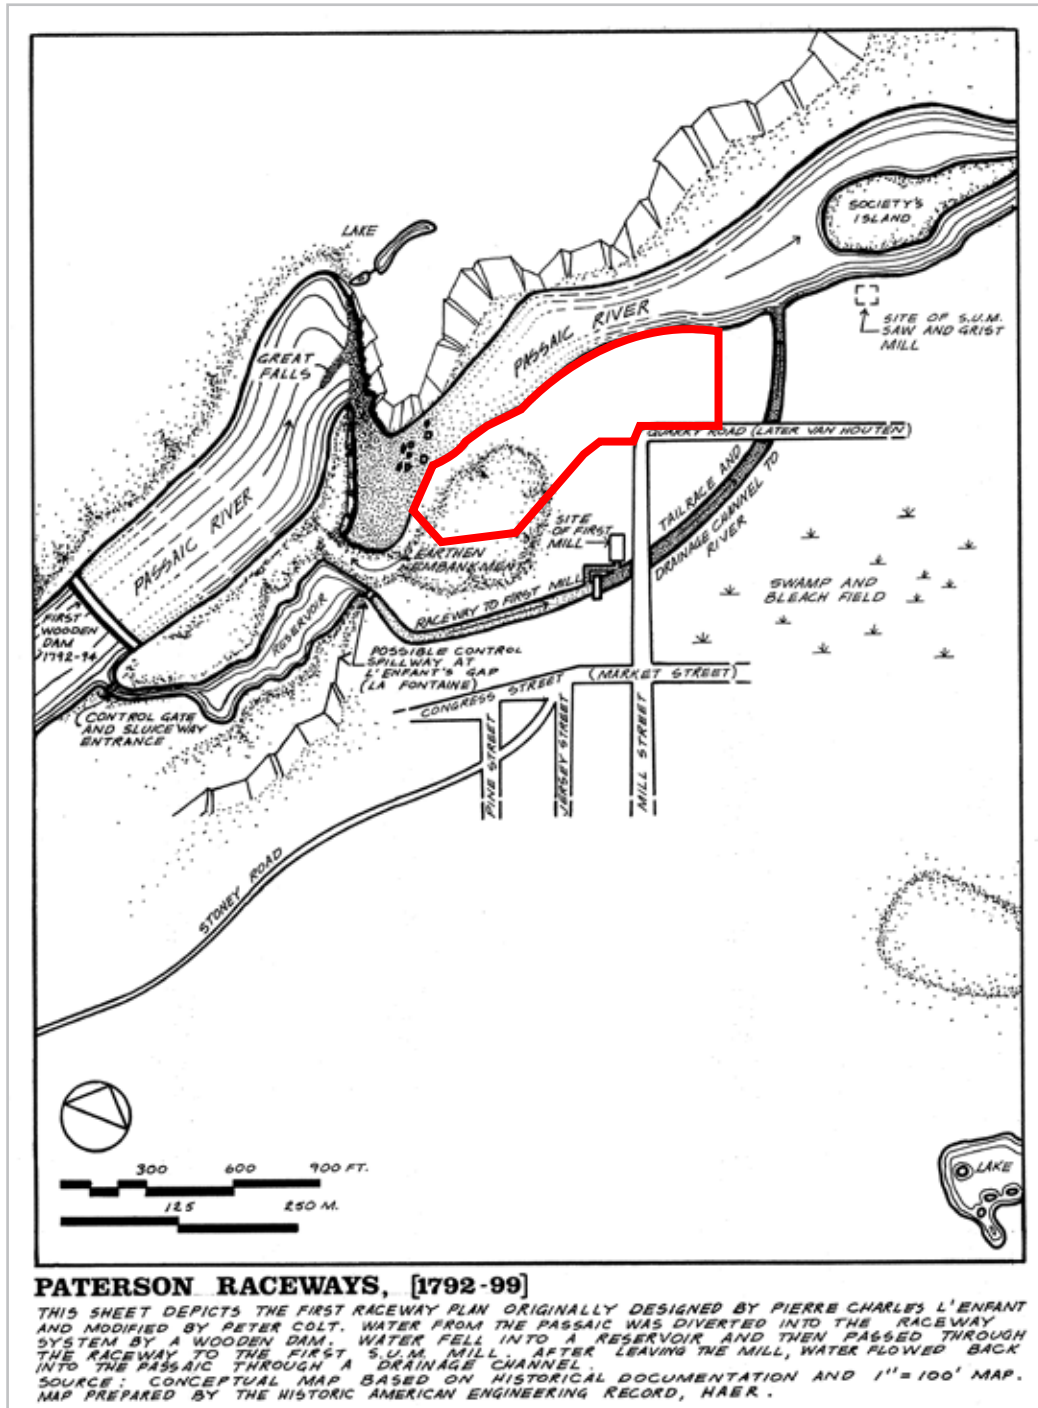 SOCIETY'S
ISLAND
LAKE
PASSAIC RIVER
SITE OF S.U.M.
SAW AND GRIST
MILL
GREAT
FALLS
QUARRY ROAD (LATER VAN HOUTEN)
PASSAIC RIVER
TAILRACE AND
DRAINAGE CHANNEL TO
RIVER
SITE
OF FIRST
MILL
EARTHEN
EMBANKMENT
SWAMP AND
BLEACH FIELD
RACEWAY TO FIRST MILL
FIRST
WOODEN
DAM
1792-94
RESERVOIR
POSSIBLE CONTROL
SPILLWAY AT
L'ENFANT'S GAP
(LA FONTAINE)
CONGRESS STREET
(MARKET STREET)
CONTROL GATE
AND SLUICEWAY
ENTRANCE
PINE STREET
JERSEY STREET
MILL STREET
STONEY ROAD
LAKE
300 600 900 FT.
125 250 M.
PATERSON RACEWAYS, [1792-99]
THIS SHEET DEPICTS THE FIRST RACEWAY PLAN ORIGINALLY DESIGNED BY PIERRE CHARLES L'ENFANT
AND MODIFIED BY PETER COLT. WATER FROM THE PASSAIC WAS DIVERTED INTO THE RACEWAY
SYSTEM BY A WOODEN DAM. WATER FELL INTO A RESERVOIR AND THEN PASSED THROUGH
THE RACEWAY TO THE FIRST S.U.M. MILL. AFTER LEAVING THE MILL, WATER FLOWED BACK
INTO THE PASSAIC THROUGH A DRAINAGE CHANNEL.
SOURCE: CONCEPTUAL MAP BASED ON HISTORICAL DOCUMENTATION AND 1"=100' MAP.
MAP PREPARED BY THE HISTORIC AMERICAN ENGINEERING RECORD, HAER.